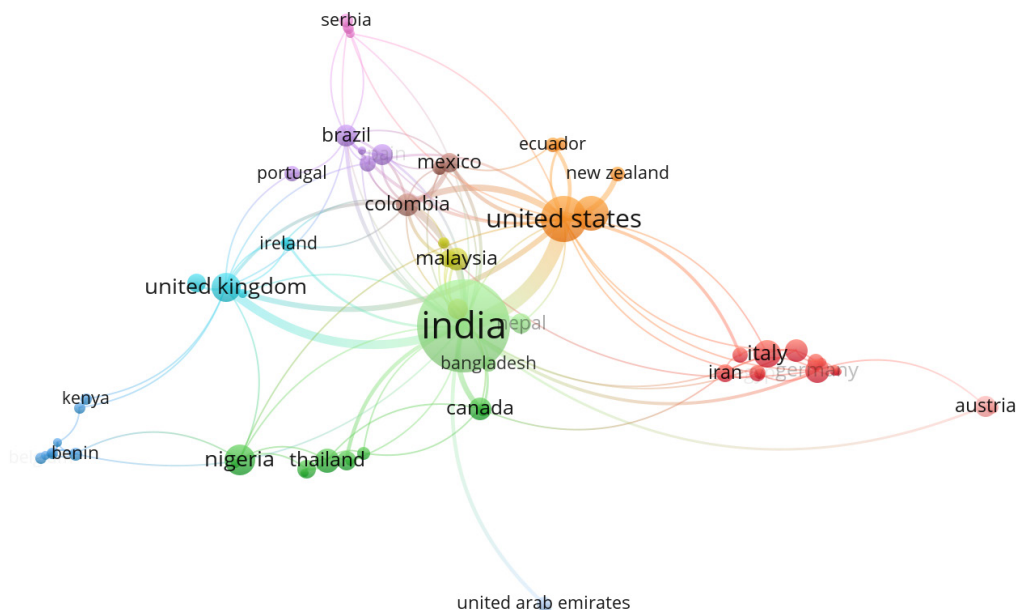 serbia
brazil
ecuador
mexico
portugal
new zealand
colombia
united states
ireland
malaysia
united kingdom
india
nepal
italy
bangladesh
iran
germany
kenya
canada
austria
benin
nigeria
thailand
united arab emirates